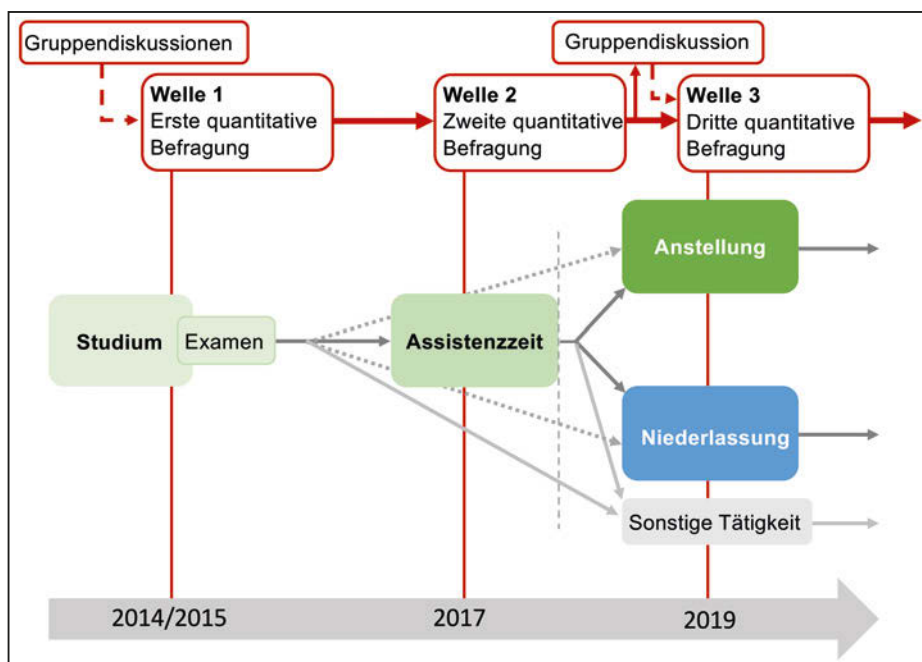 Gruppendiskussionen
Gruppendiskussion
Welle 1
Erste quantitative
Befragung
Welle 2
Zweite quantitative
Befragung
Welle 3
Dritte quantitative
Befragung
Anstellung
Studium
Examen
Assistenzzeit
Niederlassung
Sonstige Tätigkeit
2014/2015
2017
2019